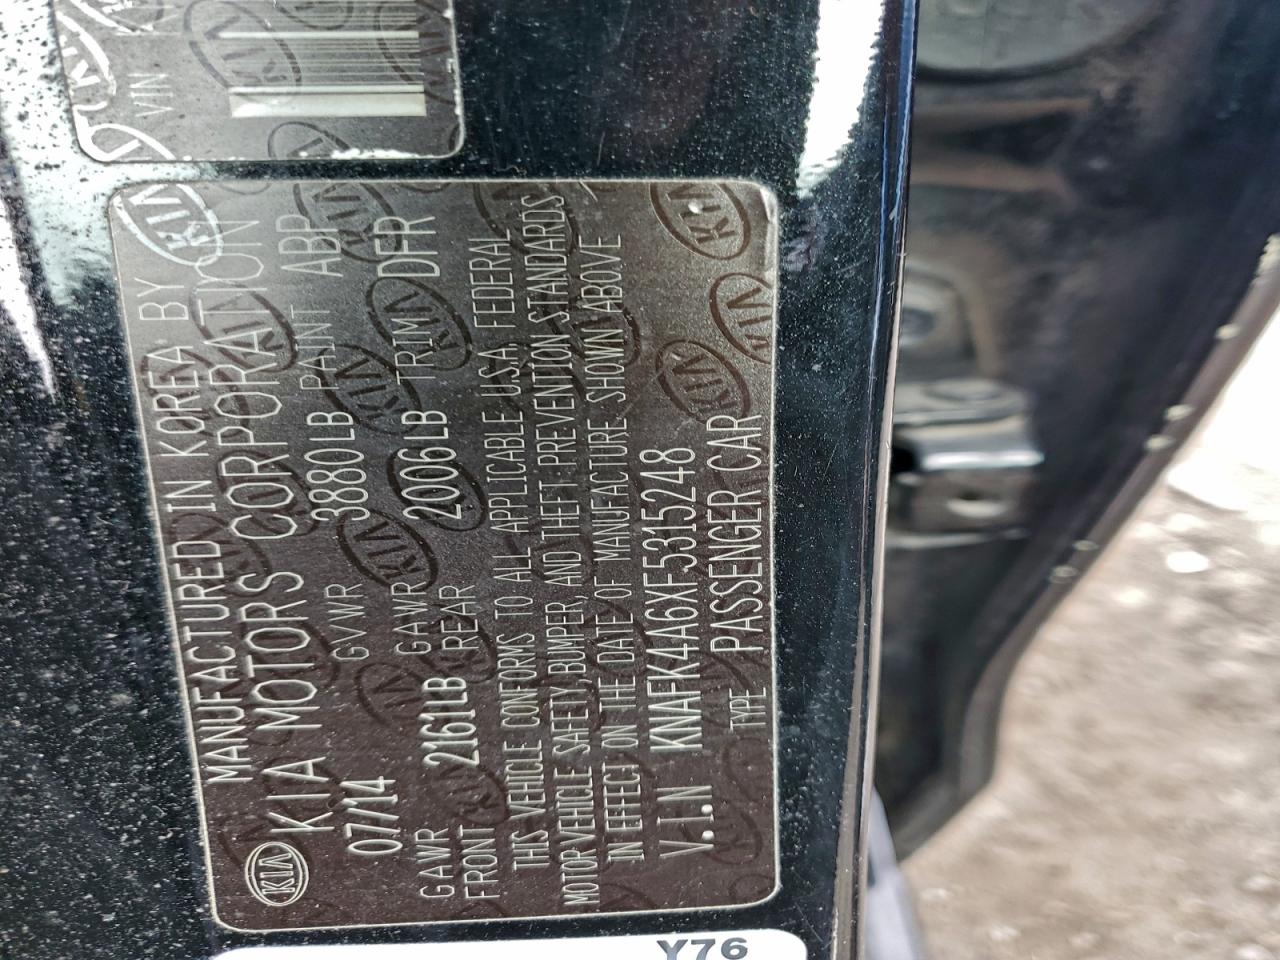 VIN
MANUFACTURED IN KOREA BY
KIA KIA MOTORS CORPORATION
07/14 GVWR 3880LB PAINT ABP
GAWR FRONT 2161LB GAWR REAR 2006LB TRIM DFR
THIS VEHICLE CONFORMS TO ALL APPLICABLE U.S.A. FEDERAL
MOTOR VEHICLE SAFETY, BUMPER, AND THEFT PREVENTION STANDARDS
IN EFFECT ON THE DATE OF MANUFACTURE SHOWN ABOVE
V.I.N KNAFK4A6XF5315248
TYPE PASSENGER CAR
Y76